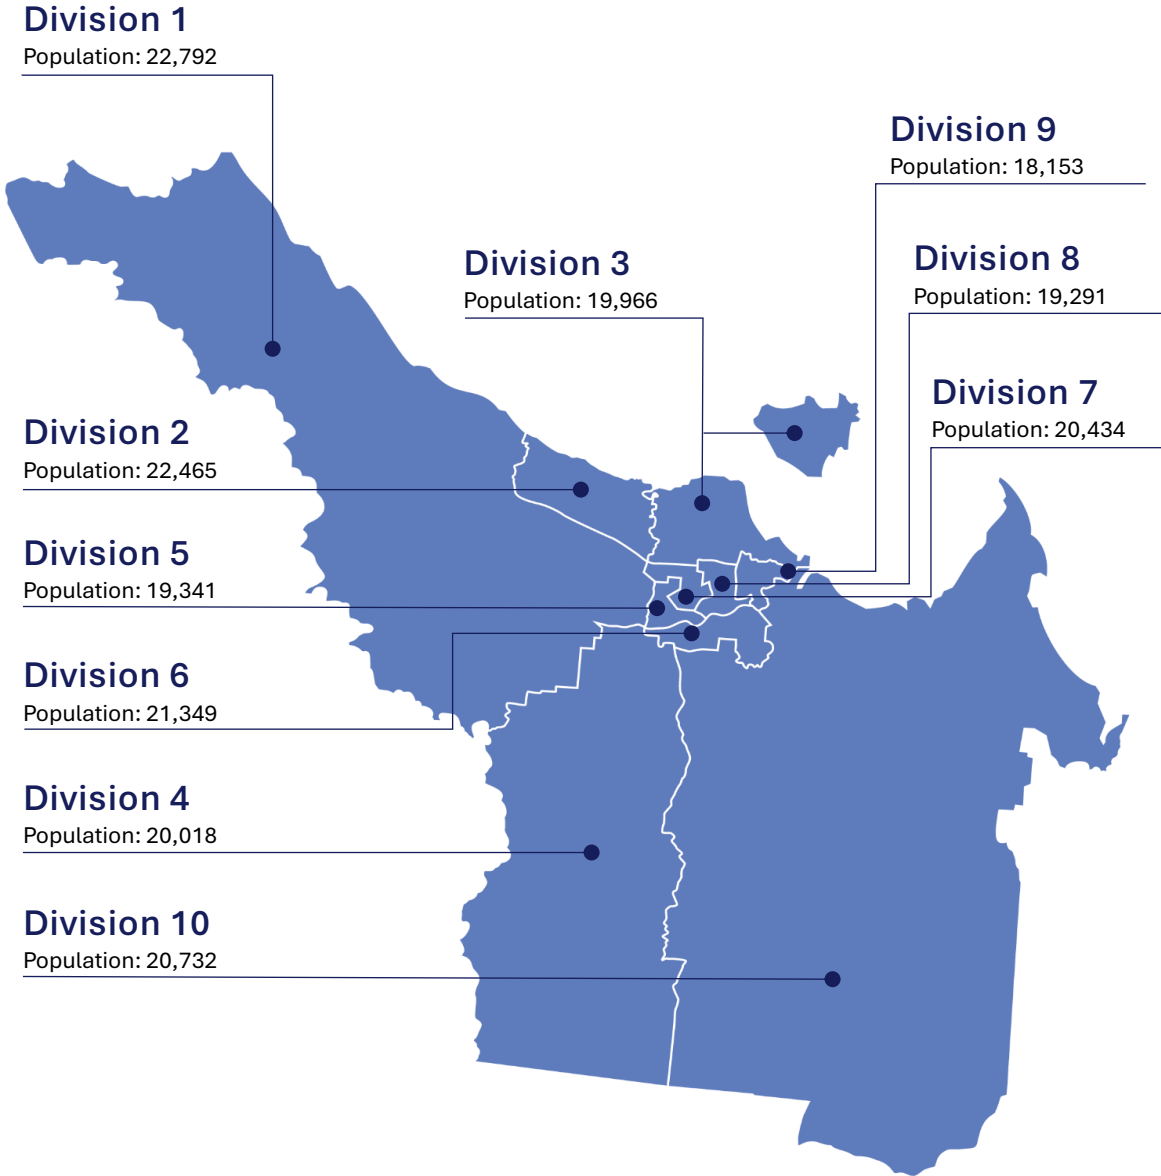 Division 1
Population: 22,792
Division 9
Population: 18,153
Division 3
Population: 19,966
Division 8
Population: 19,291
Division 7
Population: 20,434
Division 2
Population: 22,465
Division 5
Population: 19,341
Division 6
Population: 21,349
Division 4
Population: 20,018
Division 10
Population: 20,732